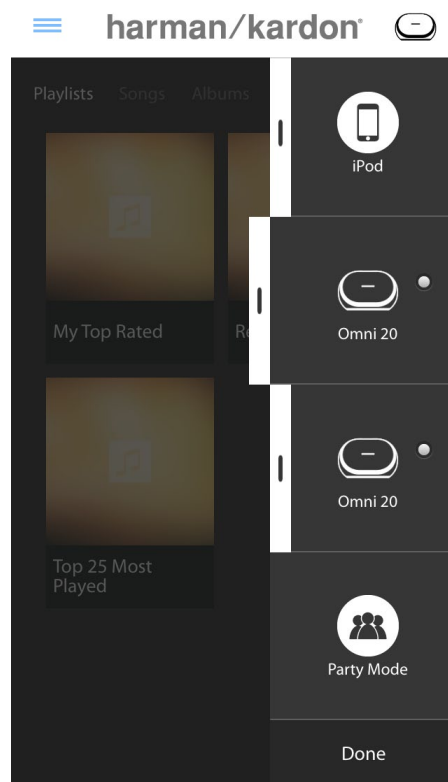 harman/kardon®
Playlists Songs Albums
My Top Rated
Top 25 Most
Played
iPod
Omni 20
Omni 20
Party Mode
Done